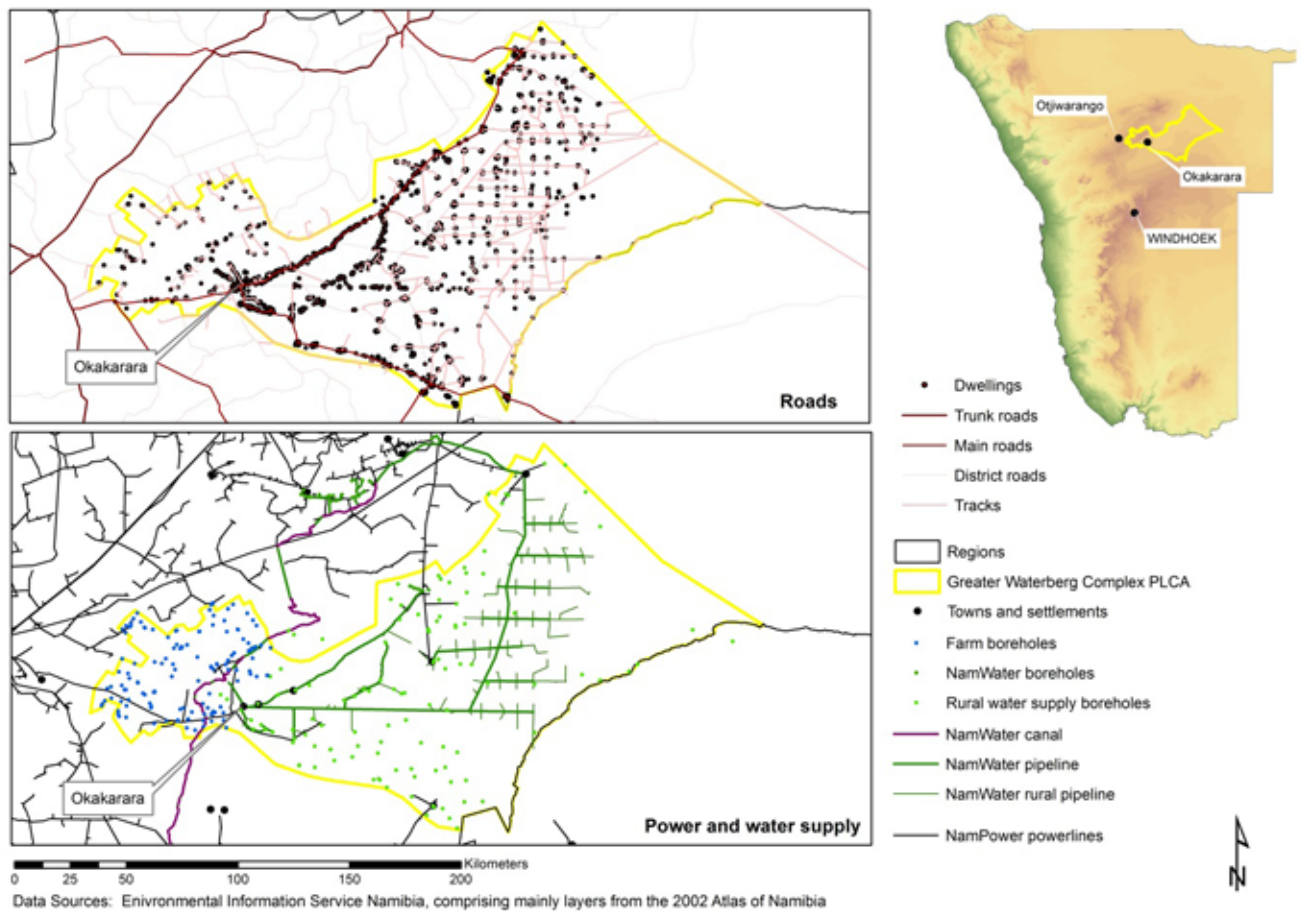 Okakarara
Roads
Otjiwarango
Okakarara
WINDHOEK
Dwellings
Trunk roads
Main roads
District roads
Tracks
Regions
Greater Waterberg Complex PLCA
Towns and settlements
Farm boreholes
NamWater boreholes
Rural water supply boreholes
NamWater canal
NamWater pipeline
NamWater rural pipeline
NamPower powerlines
Okakarara
Power and water supply
Kilometers
0 25 50 100 150 200
N
Data Sources: Enivronmental Information Service Namibia, comprising mainly layers from the 2002 Atlas of Namibia